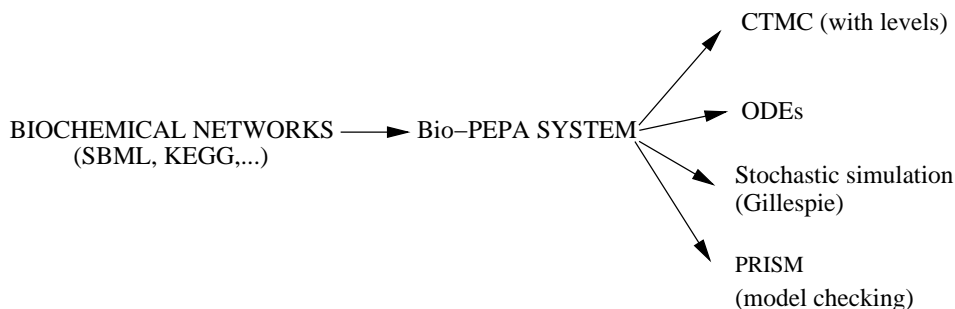 CTMC (with levels)
ODEs
BIOCHEMICAL NETWORKS
(SBML, KEGG,...)
Bio−PEPA SYSTEM
Stochastic simulation
(Gillespie)
PRISM
(model checking)